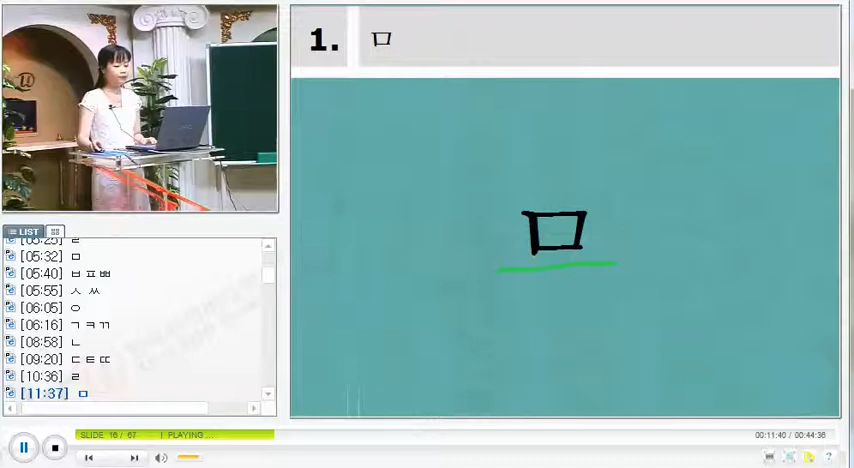 1. ㅁ
ㅁ
LIST
[05:25] ㄹ
[05:32] ㅁ
[05:40] ㅂ ㅍ ㅃ
[05:55] ㅅ ㅆ
[06:05] ㅇ
[06:16] ㄱ ㅋ ㄲ
[08:58] ㄴ
[09:20] ㄷ ㅌ ㄸ
[10:36] ㄹ
[11:37] ㅁ
SLIDE 16 / 67 | PLAYING ...
00:11:40 / 00:44:36